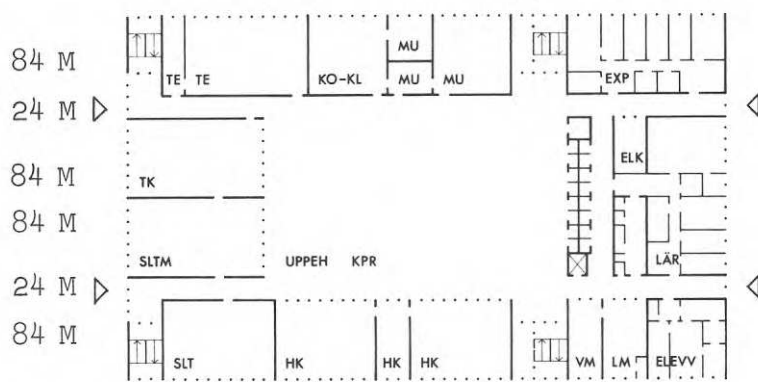 84 M
24 M
84 M
84 M
24 M
84 M
TE TE KO-KL MU
MU MU
EXP
ELK
TK
SLTM UPPEH KPR LÄR
SLT HK HK HK VM LM ELEVV